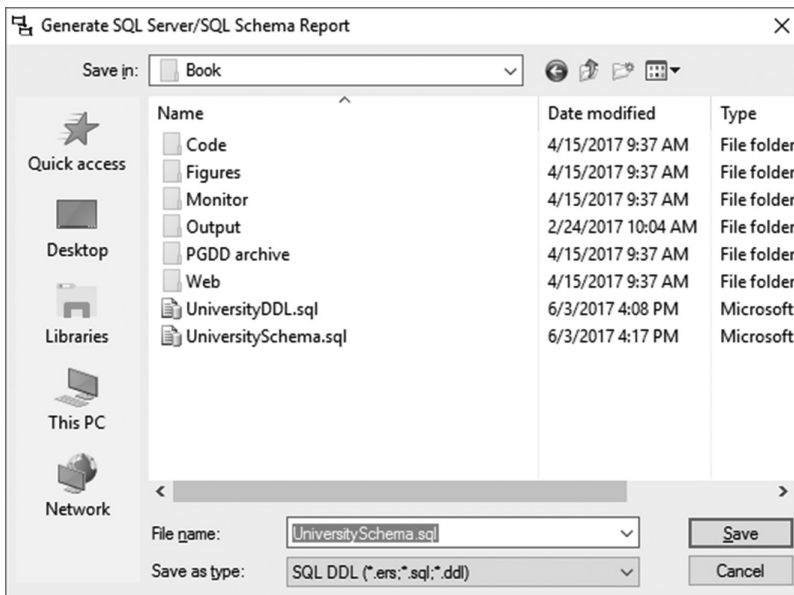 Generate SQL Server/SQL Schema Report
Save in: Book
Name Date modified Type
Code 4/15/2017 9:37 AM File folder
Figures 4/15/2017 9:37 AM File folder
Monitor 4/15/2017 9:37 AM File folder
Output 2/24/2017 10:04 AM File folder
PGDD archive 4/15/2017 9:37 AM File folder
Web 4/15/2017 9:37 AM File folder
UniversityDDL.sql 6/3/2017 4:08 PM Microsoft
UniversitySchema.sql 6/3/2017 4:17 PM Microsoft
Quick access
Desktop
Libraries
This PC
Network
File name: UniversitySchema.sql Save
Save as type: SQL DDL (*.ers;*.sql;*.ddl) Cancel